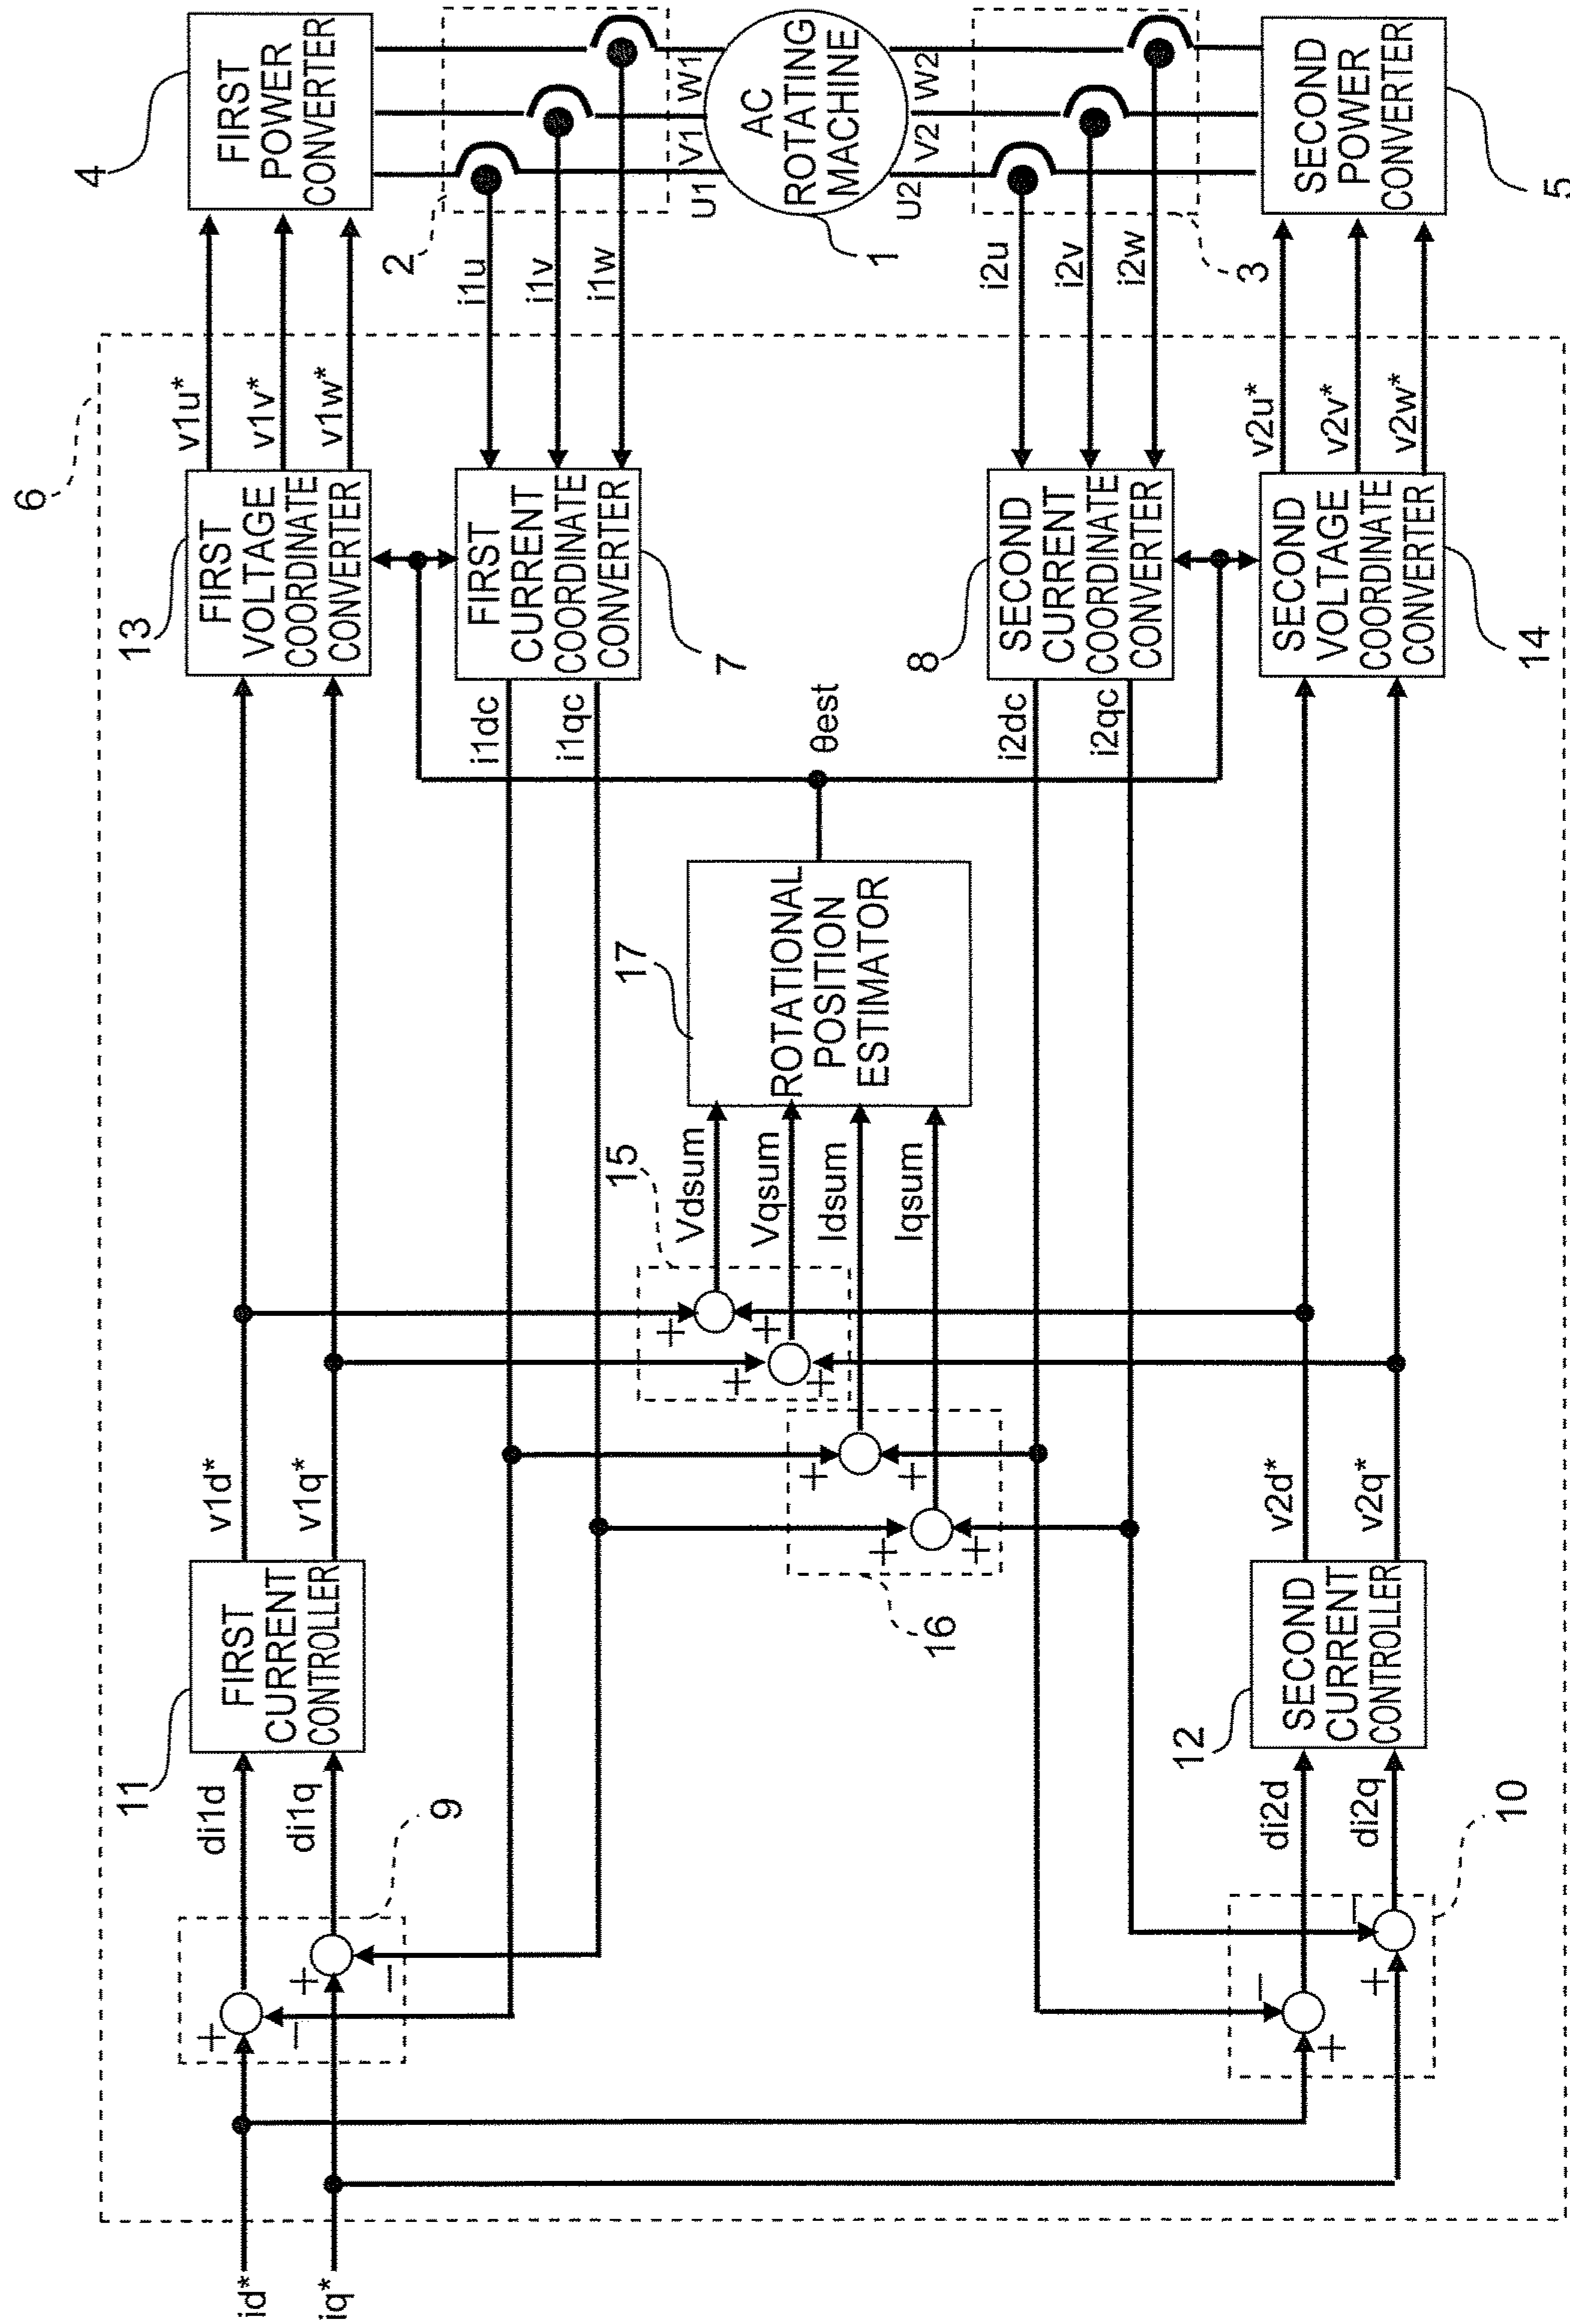 id*
iq*
9
di1d
di1q
11
FIRST
CURRENT
CONTROLLER
v1d*
v1q*
i1dc
i1qc
13
FIRST
VOLTAGE
COORDINATE
CONVERTER
7
FIRST
CURRENT
COORDINATE
CONVERTER
6
v1u*
v1v*
v1w*
i1u
i1v
i1w
2
4
FIRST
POWER
CONVERTER
U1
V1
W1
1
AC
ROTATING
MACHINE
U2
V2
W2
3
5
SECOND
POWER
CONVERTER
i2u
i2v
i2w
v2u*
v2v*
v2w*
8
SECOND
CURRENT
COORDINATE
CONVERTER
14
SECOND
VOLTAGE
COORDINATE
CONVERTER
i2dc
i2qc
θest
17
ROTATIONAL
POSITION
ESTIMATOR
15
Vdsum
Vqsum
Idsum
Iqsum
16
v2d*
v2q*
12
SECOND
CURRENT
CONTROLLER
di2d
di2q
10
+
−
+
−
+
+
+
+
+
+
+
+
−
+
−
+